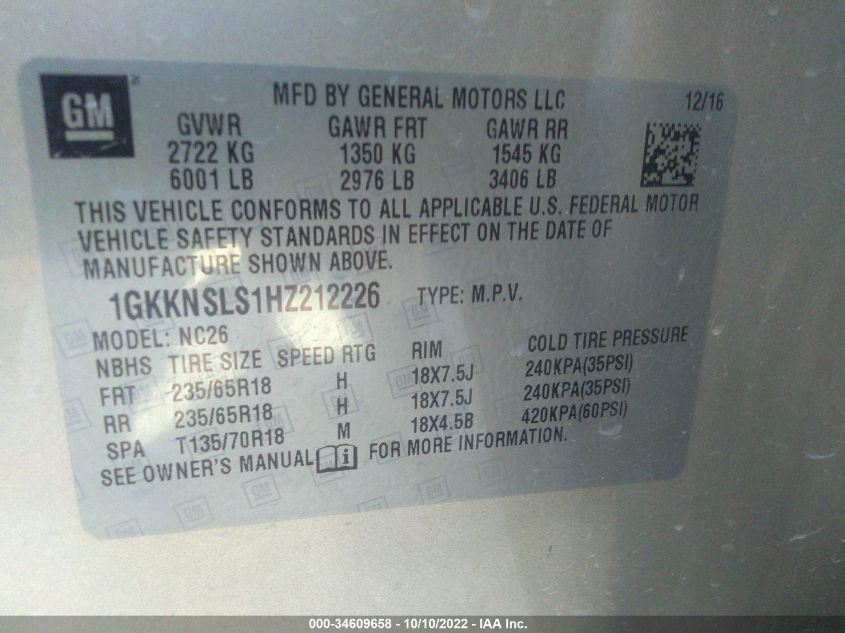 GM
MFD BY GENERAL MOTORS LLC 12/16
GVWR GAWR FRT GAWR RR
2722 KG 1350 KG 1545 KG
6001 LB 2976 LB 3406 LB
THIS VEHICLE CONFORMS TO ALL APPLICABLE U.S. FEDERAL MOTOR
VEHICLE SAFETY STANDARDS IN EFFECT ON THE DATE OF
MANUFACTURE SHOWN ABOVE.
1GKKNSLS1HZ212226 TYPE: M.P.V.
MODEL: NC26
NBHS TIRE SIZE SPEED RTG RIM COLD TIRE PRESSURE
FRT 235/65R18 H 18X7.5J 240KPA(35PSI)
RR 235/65R18 H 18X7.5J 240KPA(35PSI)
SPA T135/70R18 M 18X4.5B 420KPA(60PSI)
SEE OWNER'S MANUAL i FOR MORE INFORMATION.
000-34609658 - 10/10/2022 - IAA Inc.